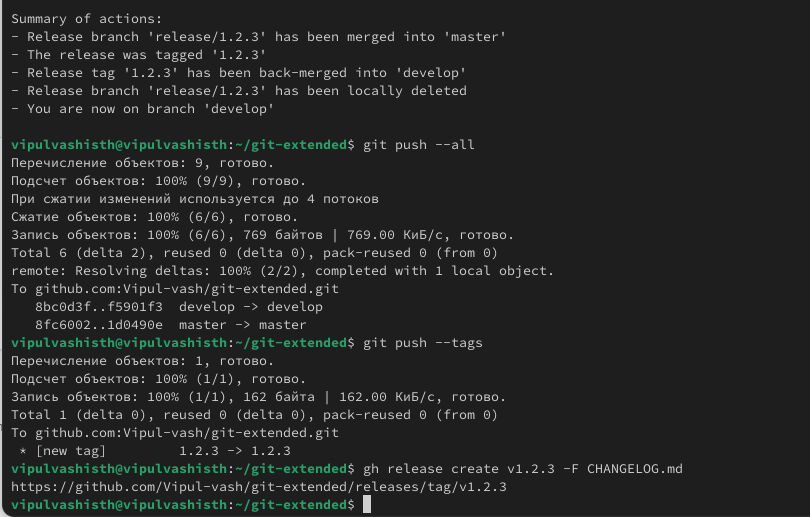 Summary of actions:
- Release branch 'release/1.2.3' has been merged into 'master'
- The release was tagged '1.2.3'
- Release tag '1.2.3' has been back-merged into 'develop'
- Release branch 'release/1.2.3' has been locally deleted
- You are now on branch 'develop'

vipulvashisth@vipulvashisth:~/git-extended$ git push --all
Перечисление объектов: 9, готово.
Подсчет объектов: 100% (9/9), готово.
При сжатии изменений используется до 4 потоков
Сжатие объектов: 100% (6/6), готово.
Запись объектов: 100% (6/6), 769 байтов | 769.00 КиБ/с, готово.
Total 6 (delta 2), reused 0 (delta 0), pack-reused 0 (from 0)
remote: Resolving deltas: 100% (2/2), completed with 1 local object.
To github.com:Vipul-vash/git-extended.git
   8bc0d3f..f5901f3  develop -> develop
   8fc6002..1d0490e  master -> master
vipulvashisth@vipulvashisth:~/git-extended$ git push --tags
Перечисление объектов: 1, готово.
Подсчет объектов: 100% (1/1), готово.
Запись объектов: 100% (1/1), 162 байта | 162.00 КиБ/с, готово.
Total 1 (delta 0), reused 0 (delta 0), pack-reused 0 (from 0)
To github.com:Vipul-vash/git-extended.git
 * [new tag]         1.2.3 -> 1.2.3
vipulvashisth@vipulvashisth:~/git-extended$ gh release create v1.2.3 -F CHANGELOG.md
https://github.com/Vipul-vash/git-extended/releases/tag/v1.2.3
vipulvashisth@vipulvashisth:~/git-extended$